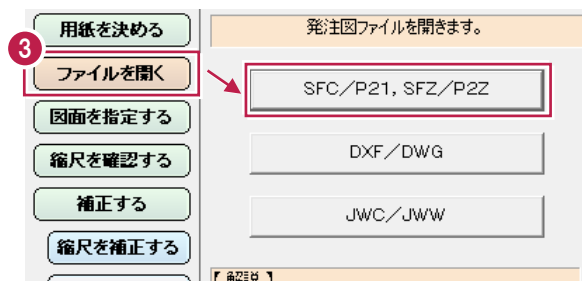 用紙を決める
発注図ファイルを開きます。
3
ファイルを開く
SFC／P21, SFZ／P2Z
図面を指定する
縮尺を確認する
DXF／DWG
補正する
JWC／JWW
縮尺を補正する
【 解説 】